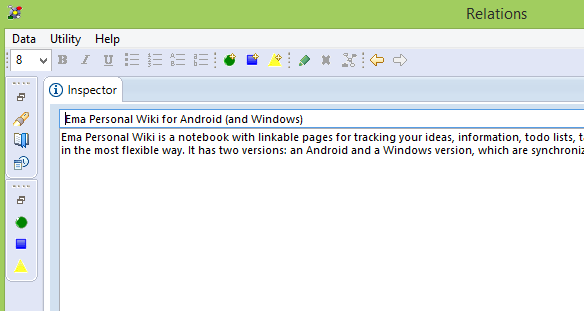 Relations
Data Utility Help
8 B I U
Inspector
Ema Personal Wiki for Android (and Windows)
Ema Personal Wiki is a notebook with linkable pages for tracking your ideas, information, todo lists,
in the most flexible way. It has two versions: an Android and a Windows version, which are